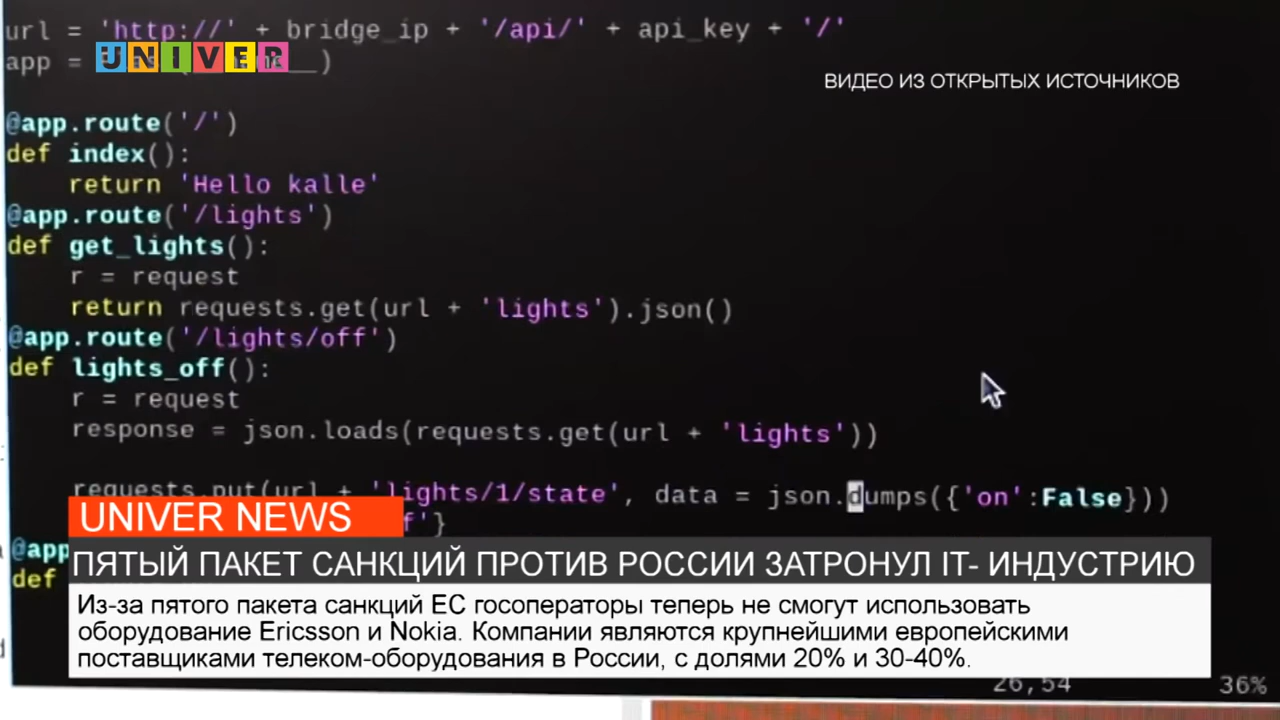 url = 'http://' + bridge_ip + '/api/' + api_key + '/'
UNIVER
app = __)
ВИДЕО ИЗ ОТКРЫТЫХ ИСТОЧНИКОВ
@app.route('/')
def index():
return 'Hello kalle'
@app.route('/lights')
def get_lights():
r = request
return requests.get(url + 'lights').json()
@app.route('/lights/off')
def lights_off():
r = request
response = json.loads(requests.get(url + 'lights'))
requests.put(url + 'lights/1/state', data = json.dumps({'on':False}))
f'}
UNIVER NEWS
@app
ПЯТЫЙ ПАКЕТ САНКЦИЙ ПРОТИВ РОССИИ ЗАТРОНУЛ IT- ИНДУСТРИЮ
def
Из-за пятого пакета санкций ЕС госоператоры теперь не смогут использовать
оборудование Ericsson и Nokia. Компании являются крупнейшими европейскими
поставщиками телеком-оборудования в России, с долями 20% и 30-40%.
26,54 36%